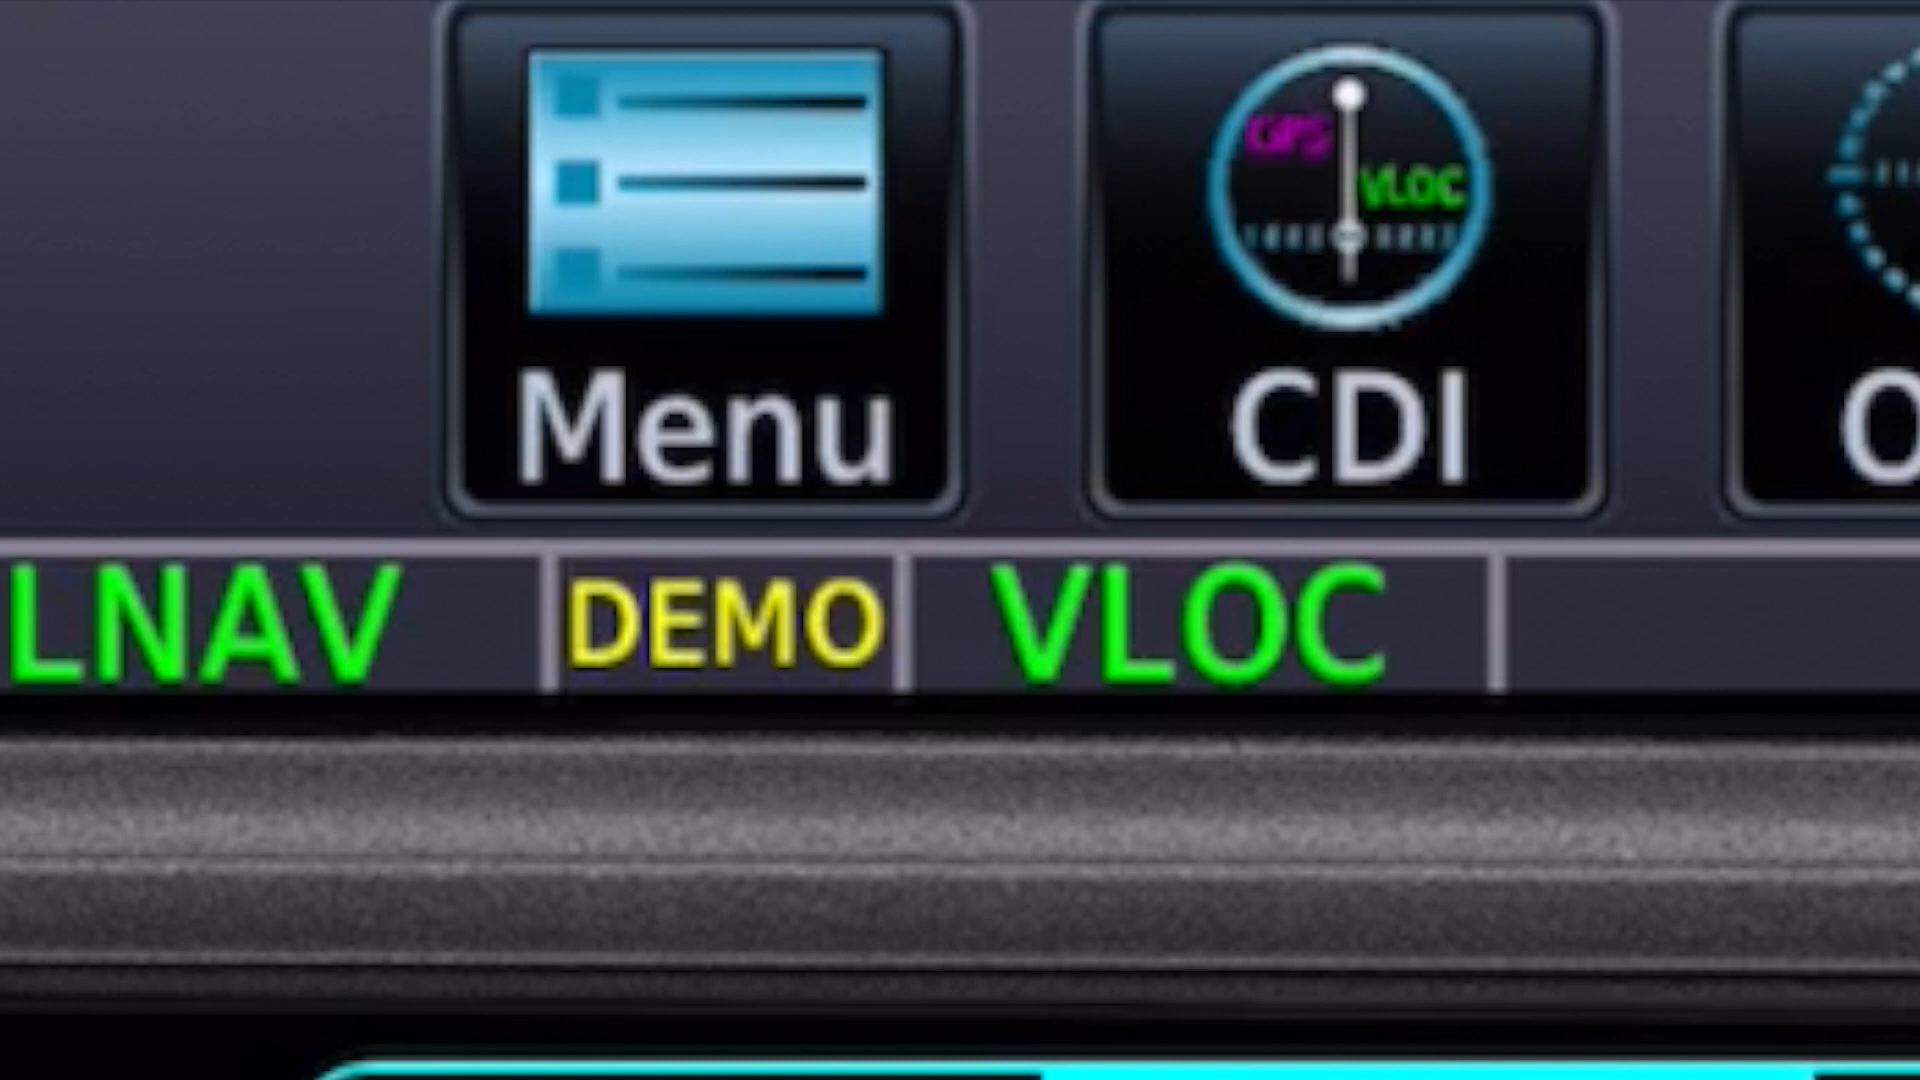 GPS
VLOC
Menu
CDI
LNAV
DEMO
VLOC